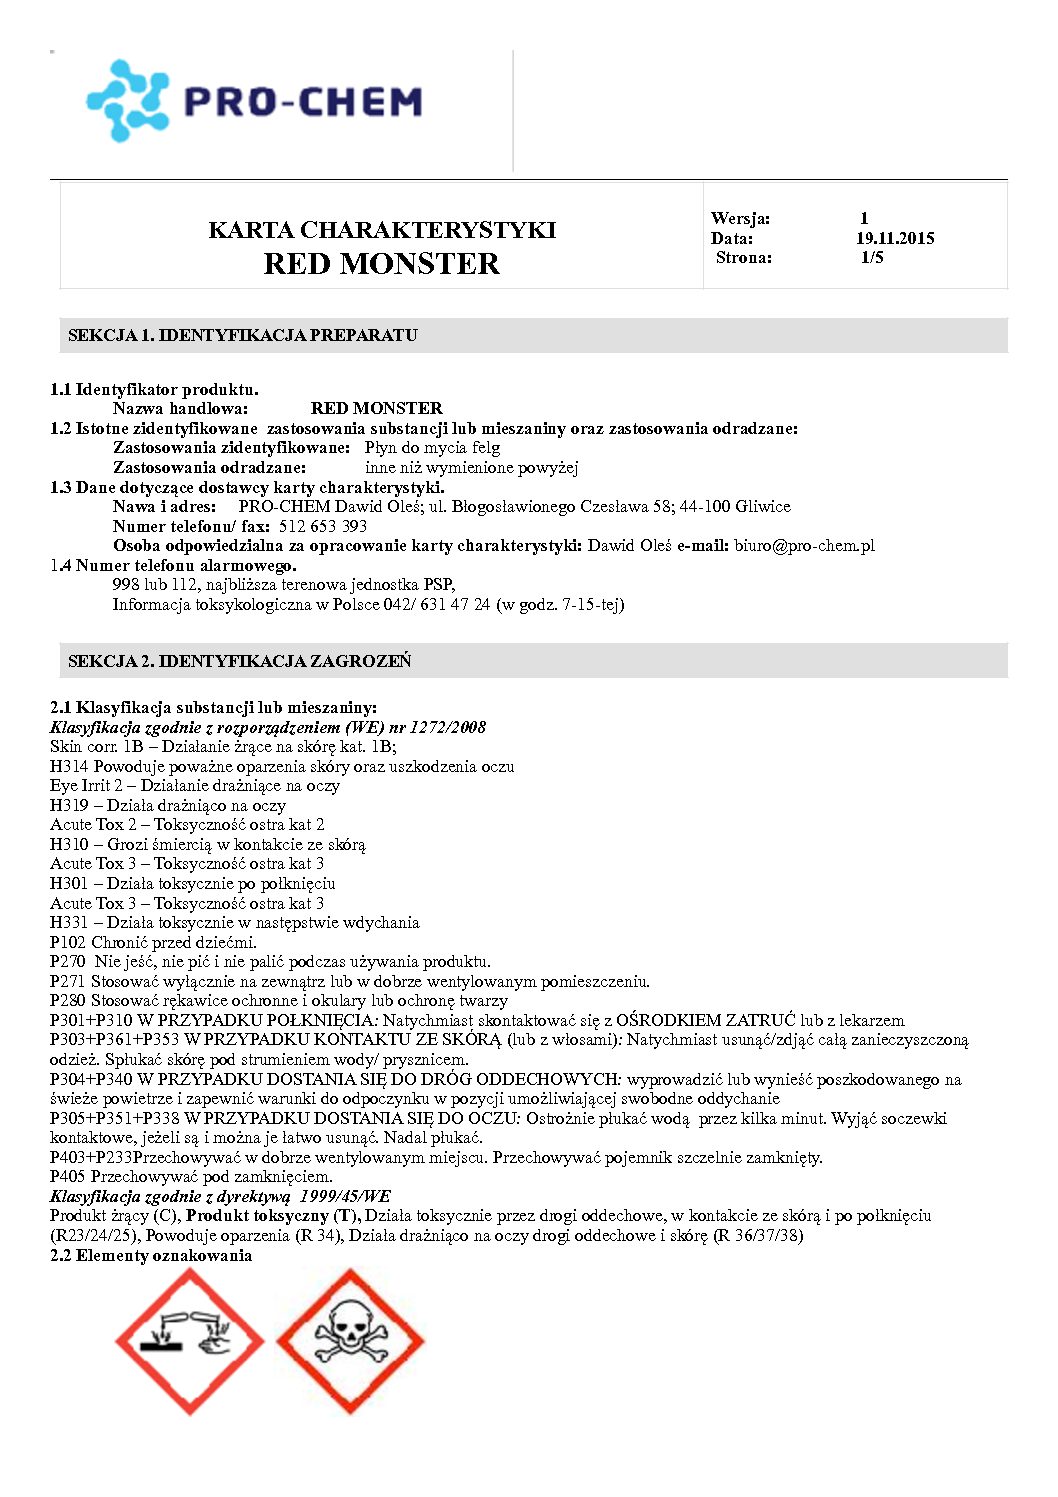 PRO-CHEM
KARTA CHARAKTERYSTYKI
RED MONSTER
Wersja: 1
Data: 19.11.2015
Strona: 1/5
SEKCJA 1. IDENTYFIKACJA PREPARATU
1.1 Identyfikator produktu.
Nazwa handlowa: RED MONSTER
1.2 Istotne zidentyfikowane zastosowania substancji lub mieszaniny oraz zastosowania odradzane:
Zastosowania zidentyfikowane: Płyn do mycia felg
Zastosowania odradzane: inne niż wymienione powyżej
1.3 Dane dotyczące dostawcy karty charakterystyki.
Nawa i adres: PRO-CHEM Dawid Oleś; ul. Błogosławionego Czesława 58; 44-100 Gliwice
Numer telefonu/ fax: 512 653 393
Osoba odpowiedzialna za opracowanie karty charakterystyki: Dawid Oleś e-mail: biuro@pro-chem.pl
1.4 Numer telefonu alarmowego.
998 lub 112, najbliższa terenowa jednostka PSP,
Informacja toksykologiczna w Polsce 042/ 631 47 24 (w godz. 7-15-tej)
SEKCJA 2. IDENTYFIKACJA ZAGROZEŃ
2.1 Klasyfikacja substancji lub mieszaniny:
Klasyfikacja zgodnie z rozporządzeniem (WE) nr 1272/2008
Skin corr. 1B – Działanie żrące na skórę kat. 1B;
H314 Powoduje poważne oparzenia skóry oraz uszkodzenia oczu
Eye Irrit 2 – Działanie drażniące na oczy
H319 – Działa drażniąco na oczy
Acute Tox 2 – Toksyczność ostra kat 2
H310 – Grozi śmiercią w kontakcie ze skórą
Acute Tox 3 – Toksyczność ostra kat 3
H301 – Działa toksycznie po połknięciu
Acute Tox 3 – Toksyczność ostra kat 3
H331 – Działa toksycznie w następstwie wdychania
P102 Chronić przed dziećmi.
P270 Nie jeść, nie pić i nie palić podczas używania produktu.
P271 Stosować wyłącznie na zewnątrz lub w dobrze wentylowanym pomieszczeniu.
P280 Stosować rękawice ochronne i okulary lub ochronę twarzy
P301+P310 W PRZYPADKU POŁKNIĘCIA: Natychmiast skontaktować się z OŚRODKIEM ZATRUĆ lub z lekarzem
P303+P361+P353 W PRZYPADKU KONTAKTU ZE SKÓRĄ (lub z włosami): Natychmiast usunąć/zdjąć całą zanieczyszczoną
odzież. Spłukać skórę pod strumieniem wody/ prysznicem.
P304+P340 W PRZYPADKU DOSTANIA SIĘ DO DRÓG ODDECHOWYCH: wyprowadzić lub wynieść poszkodowanego na
świeże powietrze i zapewnić warunki do odpoczynku w pozycji umożliwiającej swobodne oddychanie
P305+P351+P338 W PRZYPADKU DOSTANIA SIĘ DO OCZU: Ostrożnie płukać wodą przez kilka minut. Wyjąć soczewki
kontaktowe, jeżeli są i można je łatwo usunąć. Nadal płukać.
P403+P233Przechowywać w dobrze wentylowanym miejscu. Przechowywać pojemnik szczelnie zamknięty.
P405 Przechowywać pod zamknięciem.
Klasyfikacja zgodnie z dyrektywą 1999/45/WE
Produkt żrący (C), Produkt toksyczny (T), Działa toksycznie przez drogi oddechowe, w kontakcie ze skórą i po połknięciu
(R23/24/25), Powoduje oparzenia (R 34), Działa drażniąco na oczy drogi oddechowe i skórę (R 36/37/38)
2.2 Elementy oznakowania